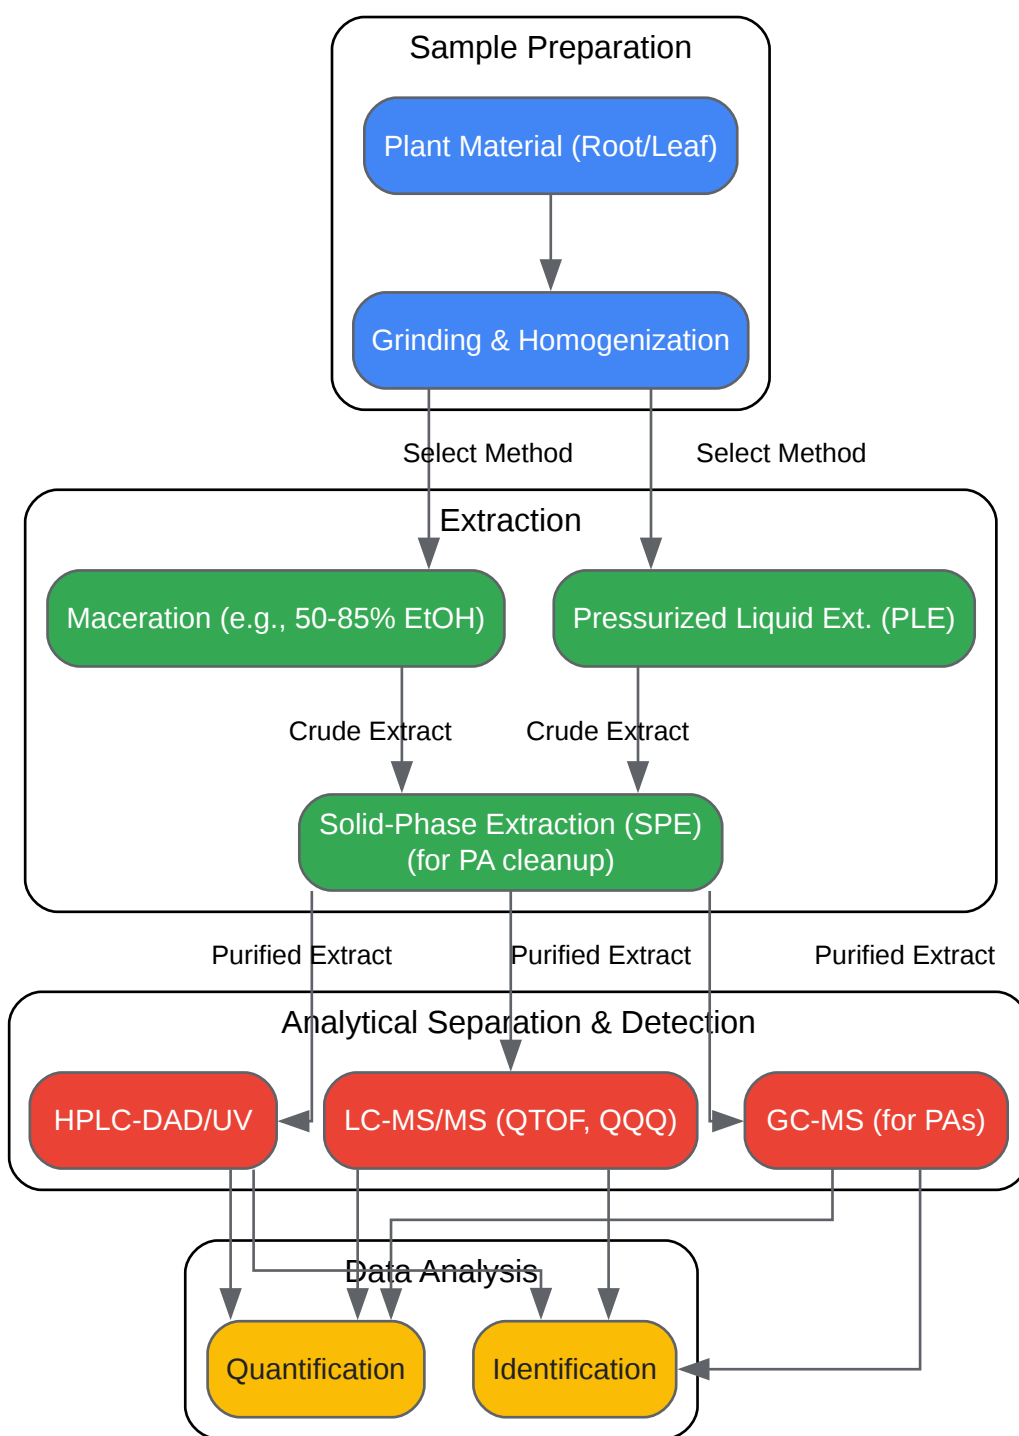 Sample Preparation
Plant Material (Root/Leaf)
Grinding & Homogenization
Select Method
Select Method
Extraction
Maceration (e.g., 50-85% EtOH)
Pressurized Liquid Ext. (PLE)
Crude Extract
Crude Extract
Solid-Phase Extraction (SPE)
(for PA cleanup)
Purified Extract
Purified Extract
Purified Extract
Analytical Separation & Detection
HPLC-DAD/UV
LC-MS/MS (QTOF, QQQ)
GC-MS (for PAs)
Data Analysis
Quantification
Identification